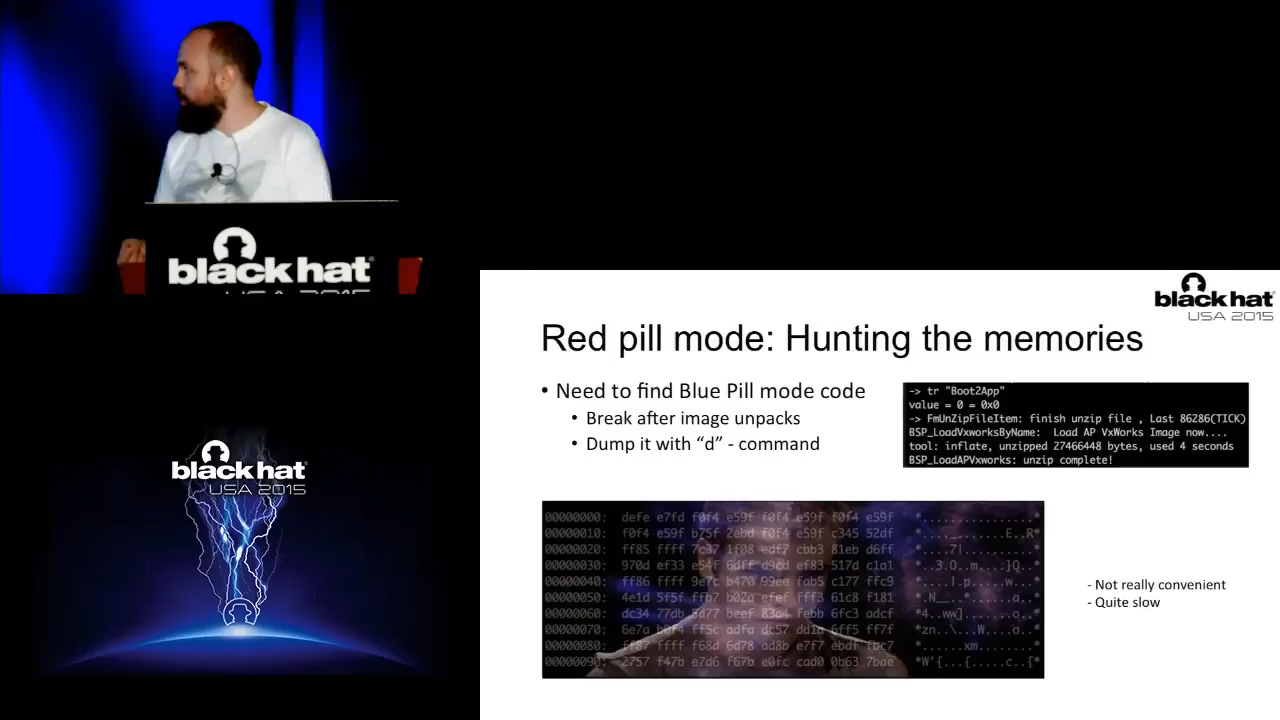 black hat
USA 2015
black hat
USA 2015
black hat
USA 2015
Red pill mode: Hunting the memories
• Need to find Blue Pill mode code
• Break after image unpacks
• Dump it with “d” - command
-> tr "Boot2App"
value = 0 = 0x0
-> FmUnZipFileItem: finish unzip file , Last 86286(TICK)
BSP_LoadVxworksByName:  Load AP VxWorks Image now....
tool: inflate, unzipped 27466448 bytes, used 4 seconds
BSP_LoadAPVxworks: unzip complete!
00000000:  defe e7fd f0f4 e59f f0f4 e59f f0f4 e59f   *................*
00000010:  f0f4 e59f b75f 2ebd f0f4 e59f c345 52df   *....._.......E.R*
00000020:  ff85 ffff 7c37 1f08 edf7 cbb3 81eb d6ff
00000030:  970d ef33 e54f 6dff d9cd ef83 517d c1a1
00000040:  ff86 ffff 9e7c b470 99ee fab5 c177 ffc9
00000050:  4e1d 5f5f ffb7 b02a efef fff3 61c8 f181
00000060:  dc34 77db 5d77 beef 83a4 febb 6fc3 adcf
00000070:  6e7a b0f4 ff5c adfa dc57 dd1d 6ff5 ff7f
00000080:  ff87 ffff f68d 6d78 ad8b e7f7 ebdf fbc7
00000090:  2757 f47b e7d6 f67b e0fc cad0 0b63 7bae   *W'{...{.....c..{*
- Not really convenient
- Quite slow